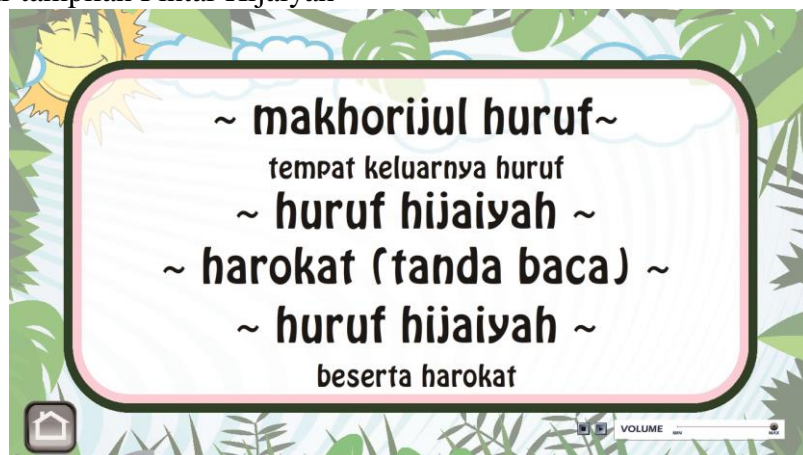 ~ makhorijul huruf~
tempat keluarnya huruf
~ huruf hijaiyah ~
~ harokat (tanda baca) ~
~ huruf hijaiyah ~
beserta harokat
VOLUME